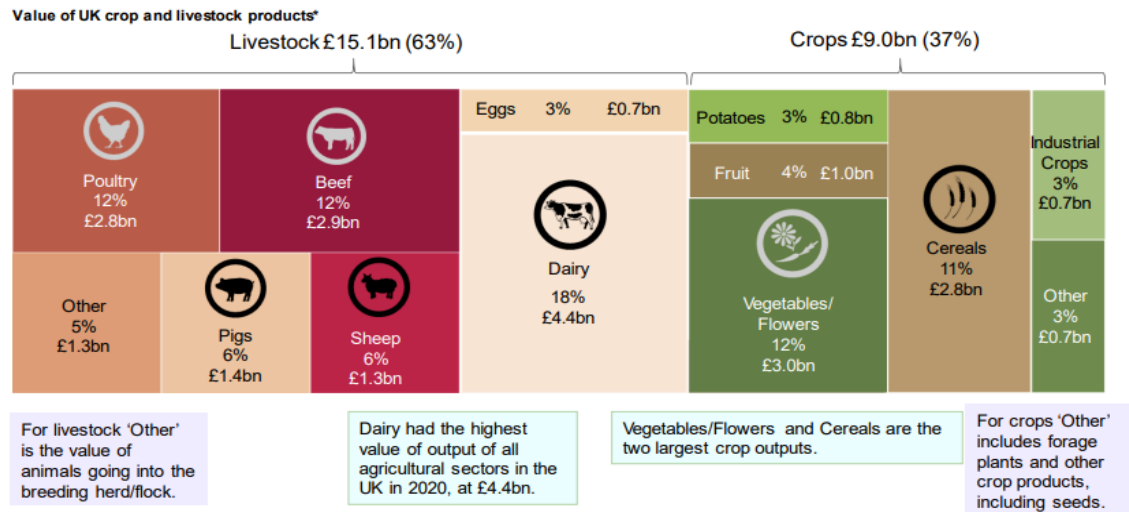 Value of UK crop and livestock products*
Livestock £15.1bn (63%)
Crops £9.0bn (37%)
Poultry
12%
£2.8bn
Beef
12%
£2.9bn
Eggs 3% £0.7bn
Potatoes 3% £0.8bn
Fruit 4% £1.0bn
Industrial
Crops
3%
£0.7bn
Other
5%
£1.3bn
Pigs
6%
£1.4bn
Sheep
6%
£1.3bn
Dairy
18%
£4.4bn
Vegetables/
Flowers
12%
£3.0bn
Cereals
11%
£2.8bn
Other
3%
£0.7bn
For livestock ‘Other’
is the value of
animals going into the
breeding herd/flock.
Dairy had the highest
value of output of all
agricultural sectors in the
UK in 2020, at £4.4bn.
Vegetables/Flowers and Cereals are the
two largest crop outputs.
For crops ‘Other’
includes forage
plants and other
crop products,
including seeds.